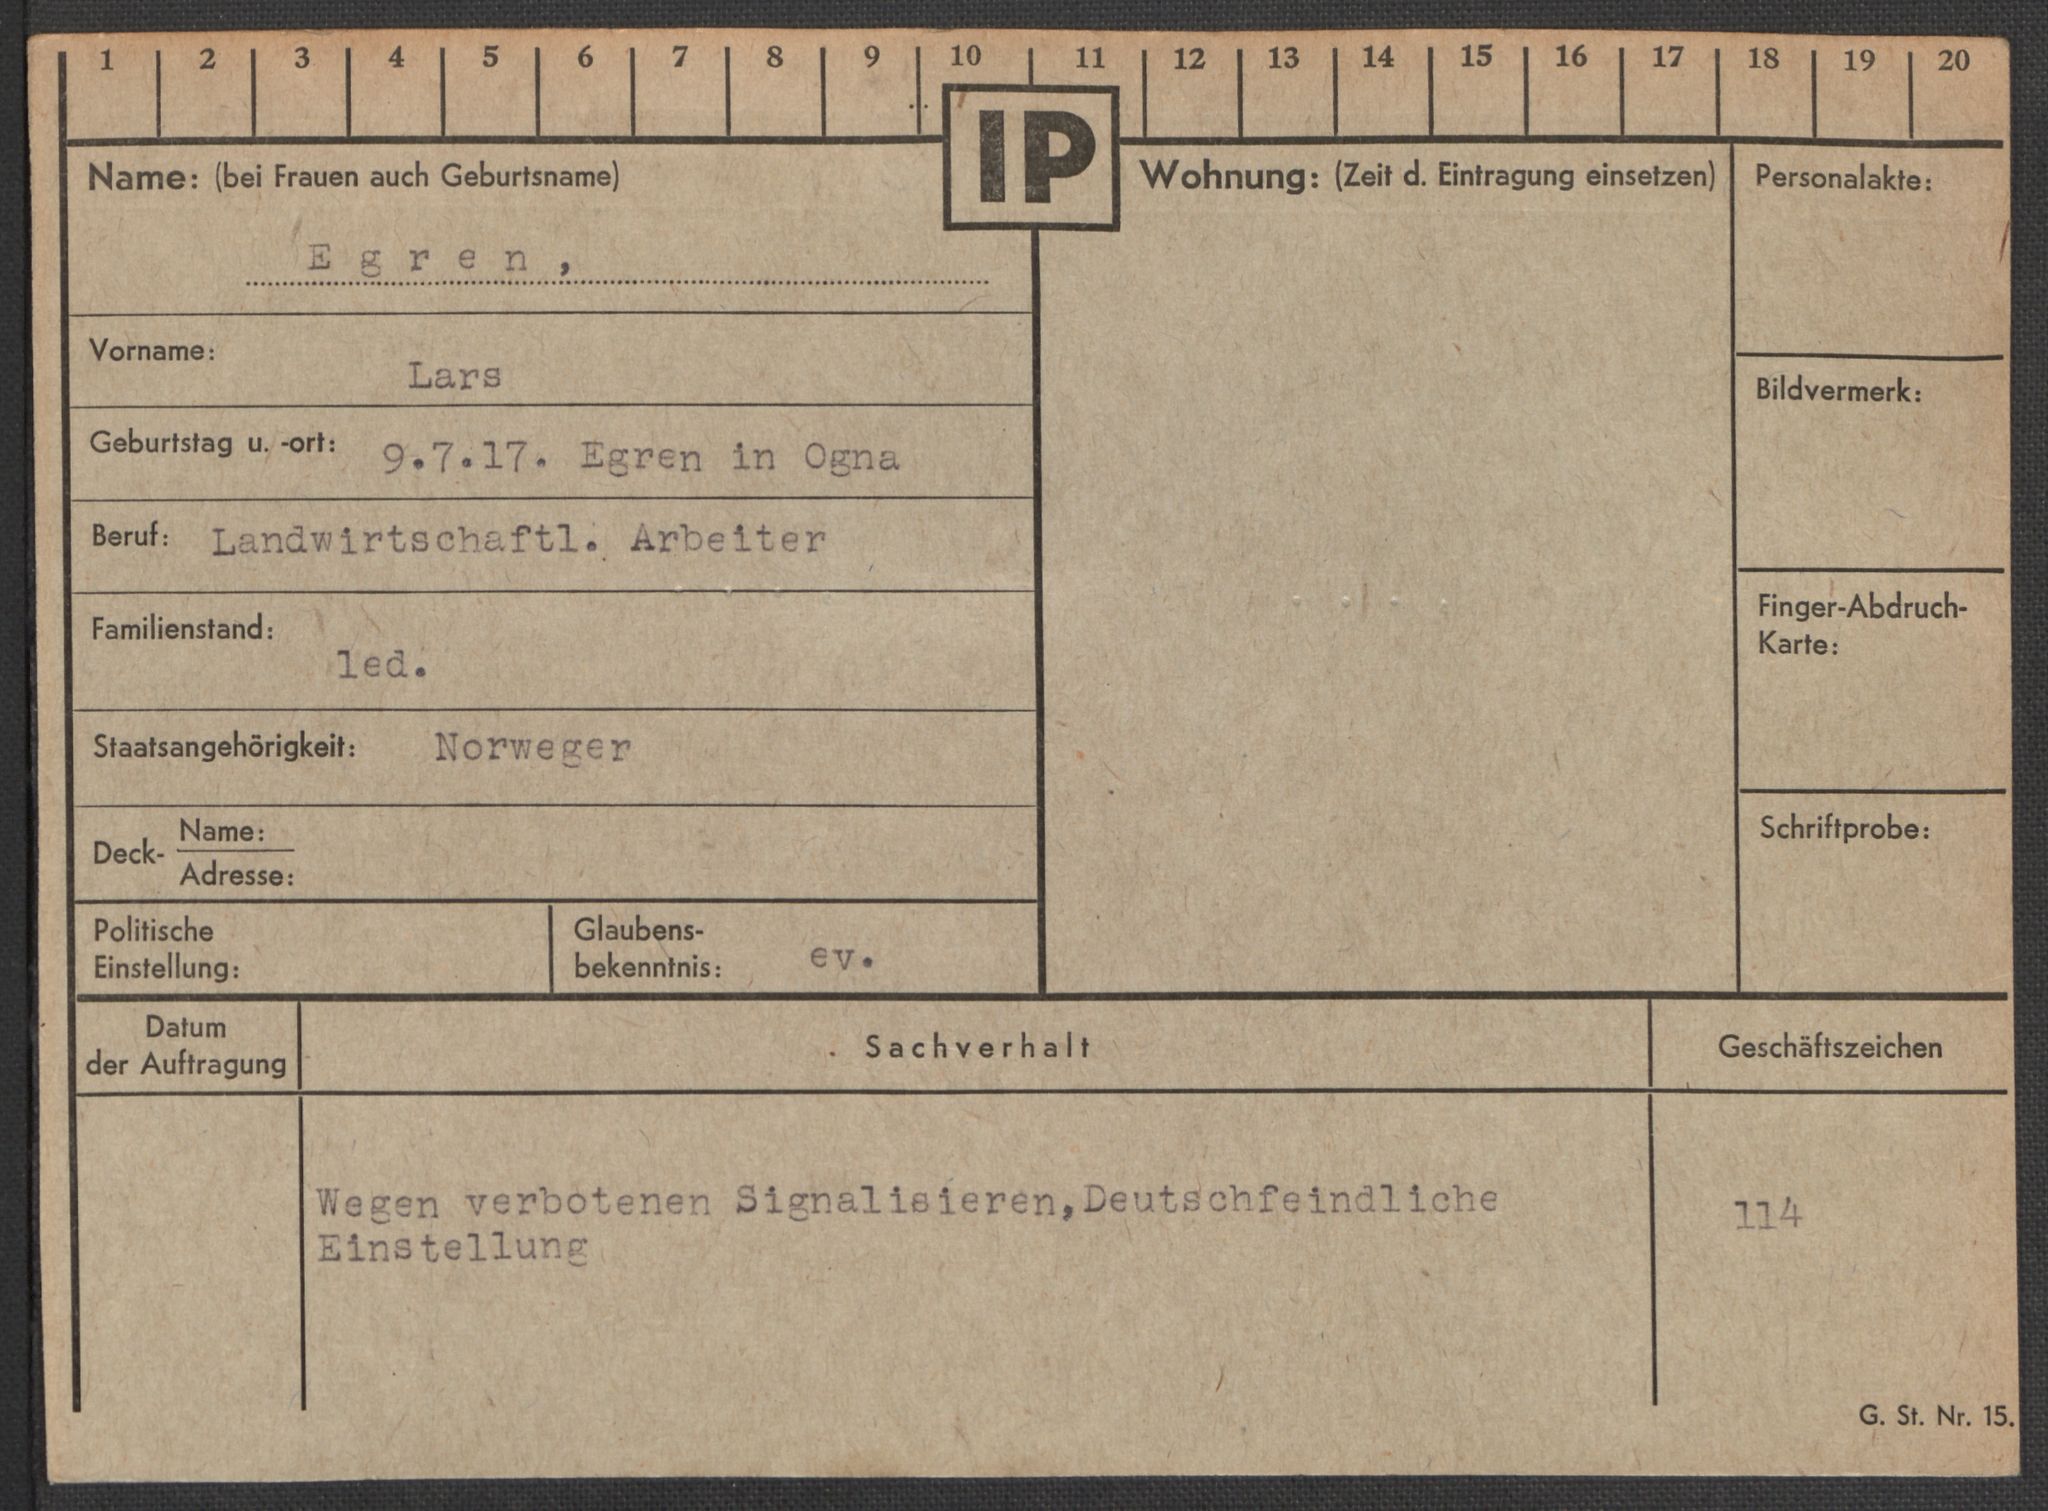 1 2 3 4 5 6 7 8 9 10 11 12 13 14 15 16 17 18 19 20
IP
Name: (bei Frauen auch Geburtsname)
Egren,
Vorname:
Lars
Geburtstag u. -ort: 9.7.17. Egren in Ogna
Beruf: Landwirtschaftl. Arbeiter
Familienstand:
led.
Staatsangehörigkeit: Norweger
Deck- Name:
Adresse:
Politische
Einstellung:
Glaubens-
bekenntnis: ev.
Wohnung: (Zeit d. Eintragung einsetzen)
Personalakte:
Bildvermerk:
Finger-Abdruch-
Karte:
Schriftprobe:
Datum
der Auftragung
Sachverhalt
Geschäftszeichen
Wegen verbotenen Signalisieren,Deutschfeindliche
Einstellung
114
G. St. Nr. 15.